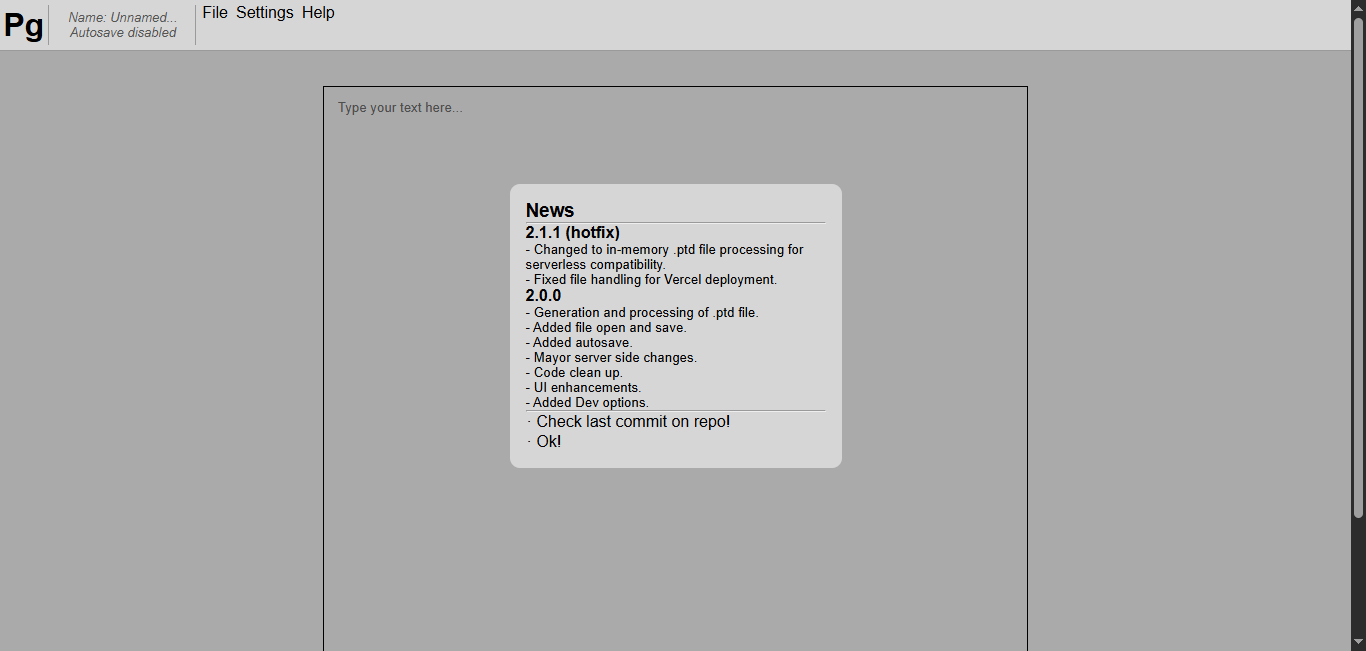 Pg
Name: Unnamed...
Autosave disabled
File Settings Help
Type your text here...
News
2.1.1 (hotfix)
- Changed to in-memory .ptd file processing for
serverless compatibility.
- Fixed file handling for Vercel deployment.
2.0.0
- Generation and processing of .ptd file.
- Added file open and save.
- Added autosave.
- Mayor server side changes.
- Code clean up.
- UI enhancements.
- Added Dev options.
· Check last commit on repo!
· Ok!